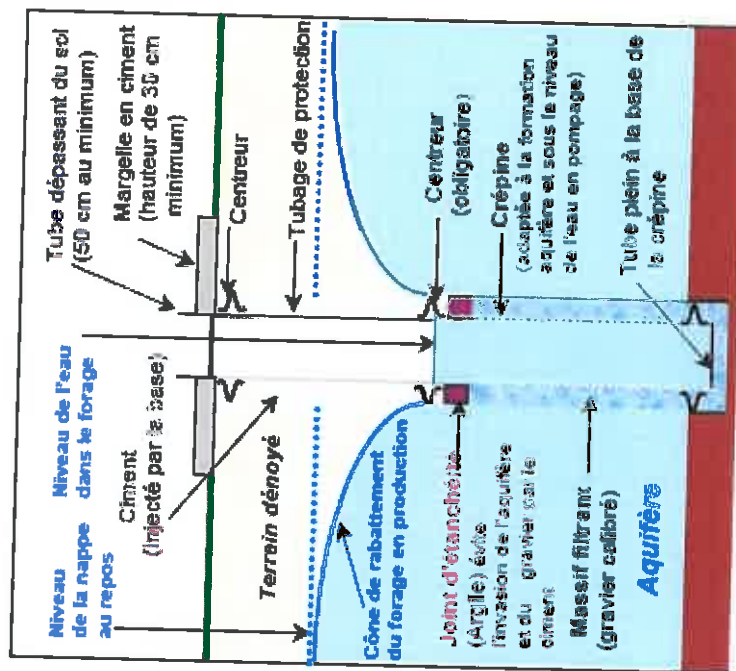 Niveau
de la nappe
au repos
Niveau de l'eau
dans le forage
Tube dépassant du sol
(50 cm au minimum)
Margelle en ciment
(hauteur de 30 cm
minimum)
Ciment
(Injecté par la base)
Centreur
Terrain dénoyé
Tubage de protection
Cône de rabattement
du forage en production
Joint d'étanchéité
(Argile) évite
l'invasion de l'aquifère
et du gravier par le
ciment
Centreur
(obligatoire)
Crépine
(adaptée à la formation
aquifère et sous le niveau
de l'eau en pompage)
Massif filtrant
(gravier calibré)
Tube plein à la base de
la crépine
Aquifère